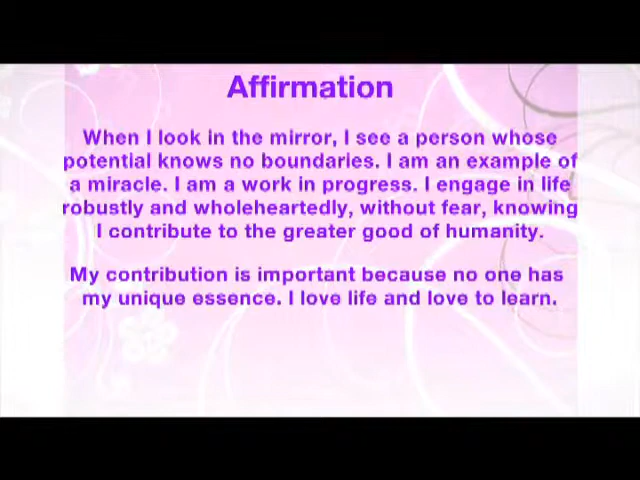 Affirmation
When I look in the mirror, I see a person whose
potential knows no boundaries. I am an example of
a miracle. I am a work in progress. I engage in life
robustly and wholeheartedly, without fear, knowing
I contribute to the greater good of humanity.
My contribution is important because no one has
my unique essence. I love life and love to learn.